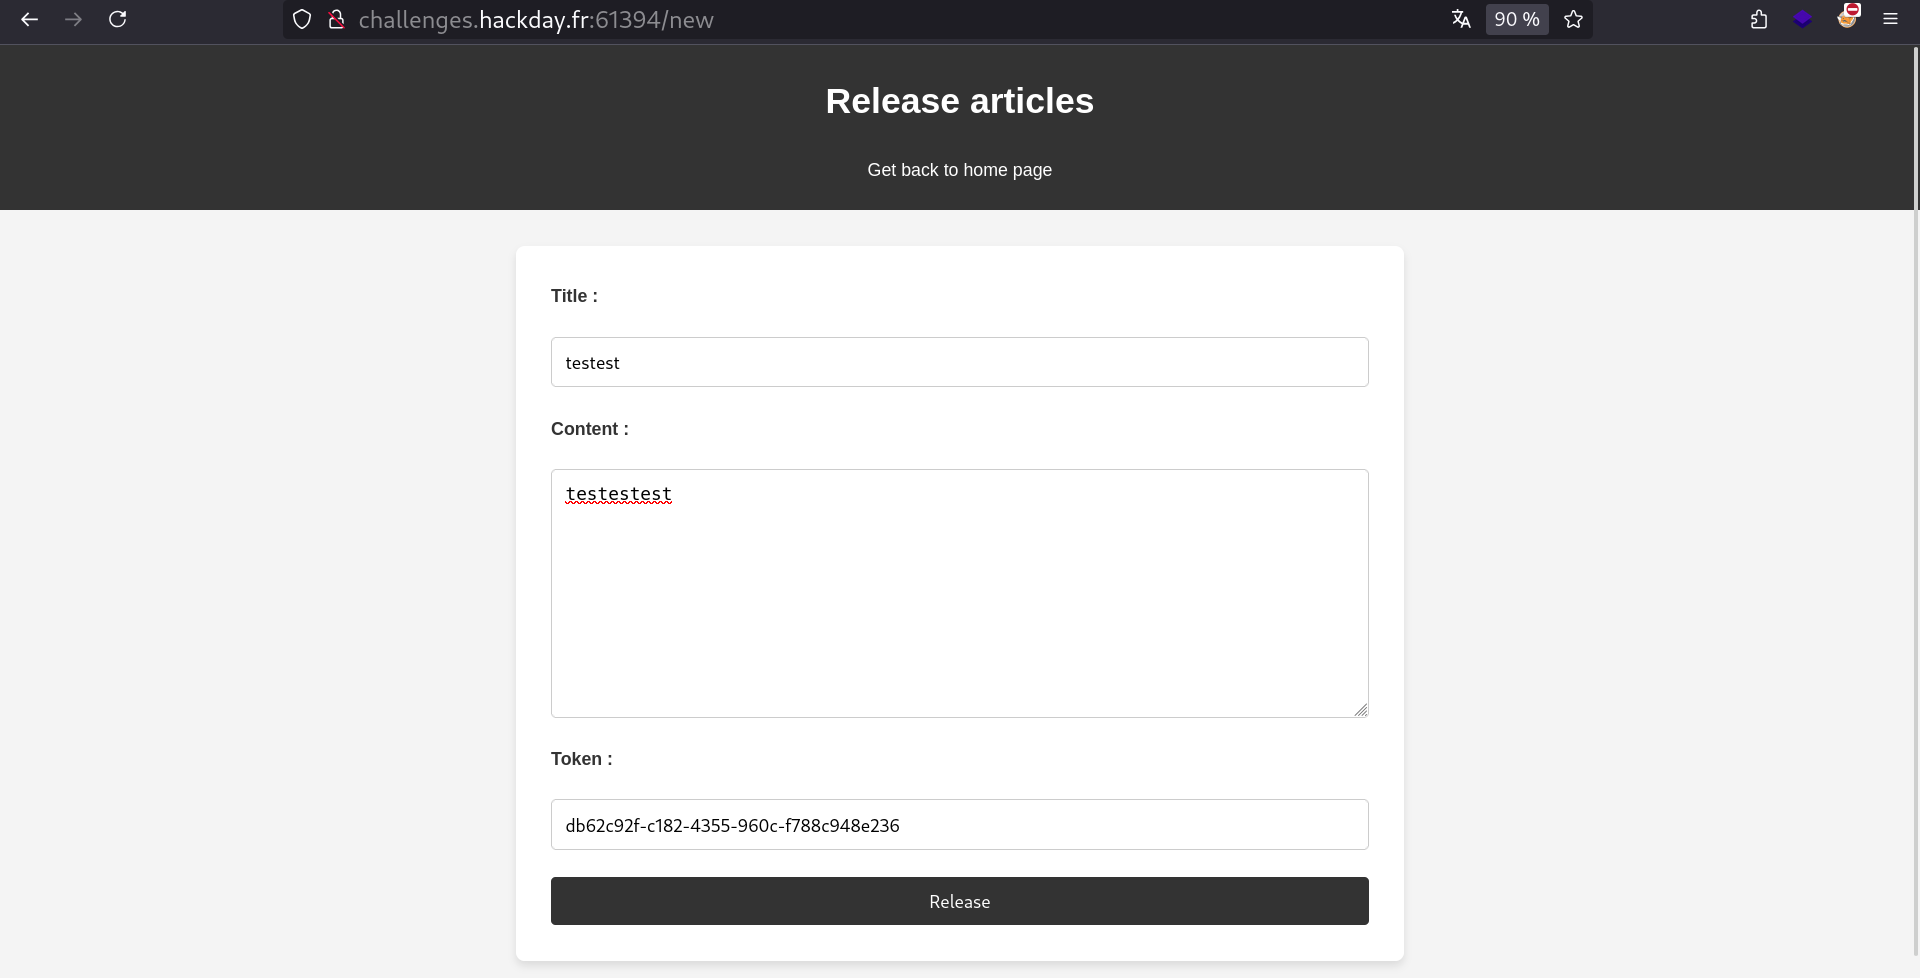 challenges.hackday.fr:61394/new
90 %
Release articles
Get back to home page
Title :
testest
Content :
testestest
Token :
db62c92f-c182-4355-960c-f788c948e236
Release